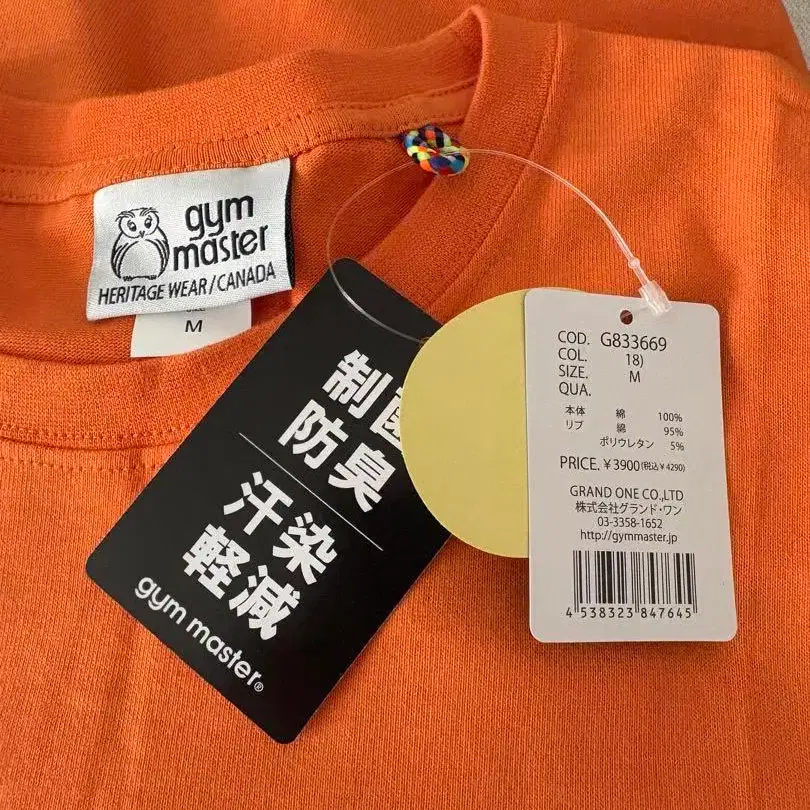 gym
master
HERITAGE WEAR/CANADA
M
制菌
防臭
汗染
軽減
gym master®
COD. G833669
COL. 18)
SIZE. M
QUA.
本体 綿 100%
リブ 綿 95%
ポリウレタン 5%
PRICE. ¥3900(税込¥4290)
GRAND ONE CO.,LTD
株式会社グランド・ワン
03-3358-1652
http://gymmaster.jp
4 538323 847645